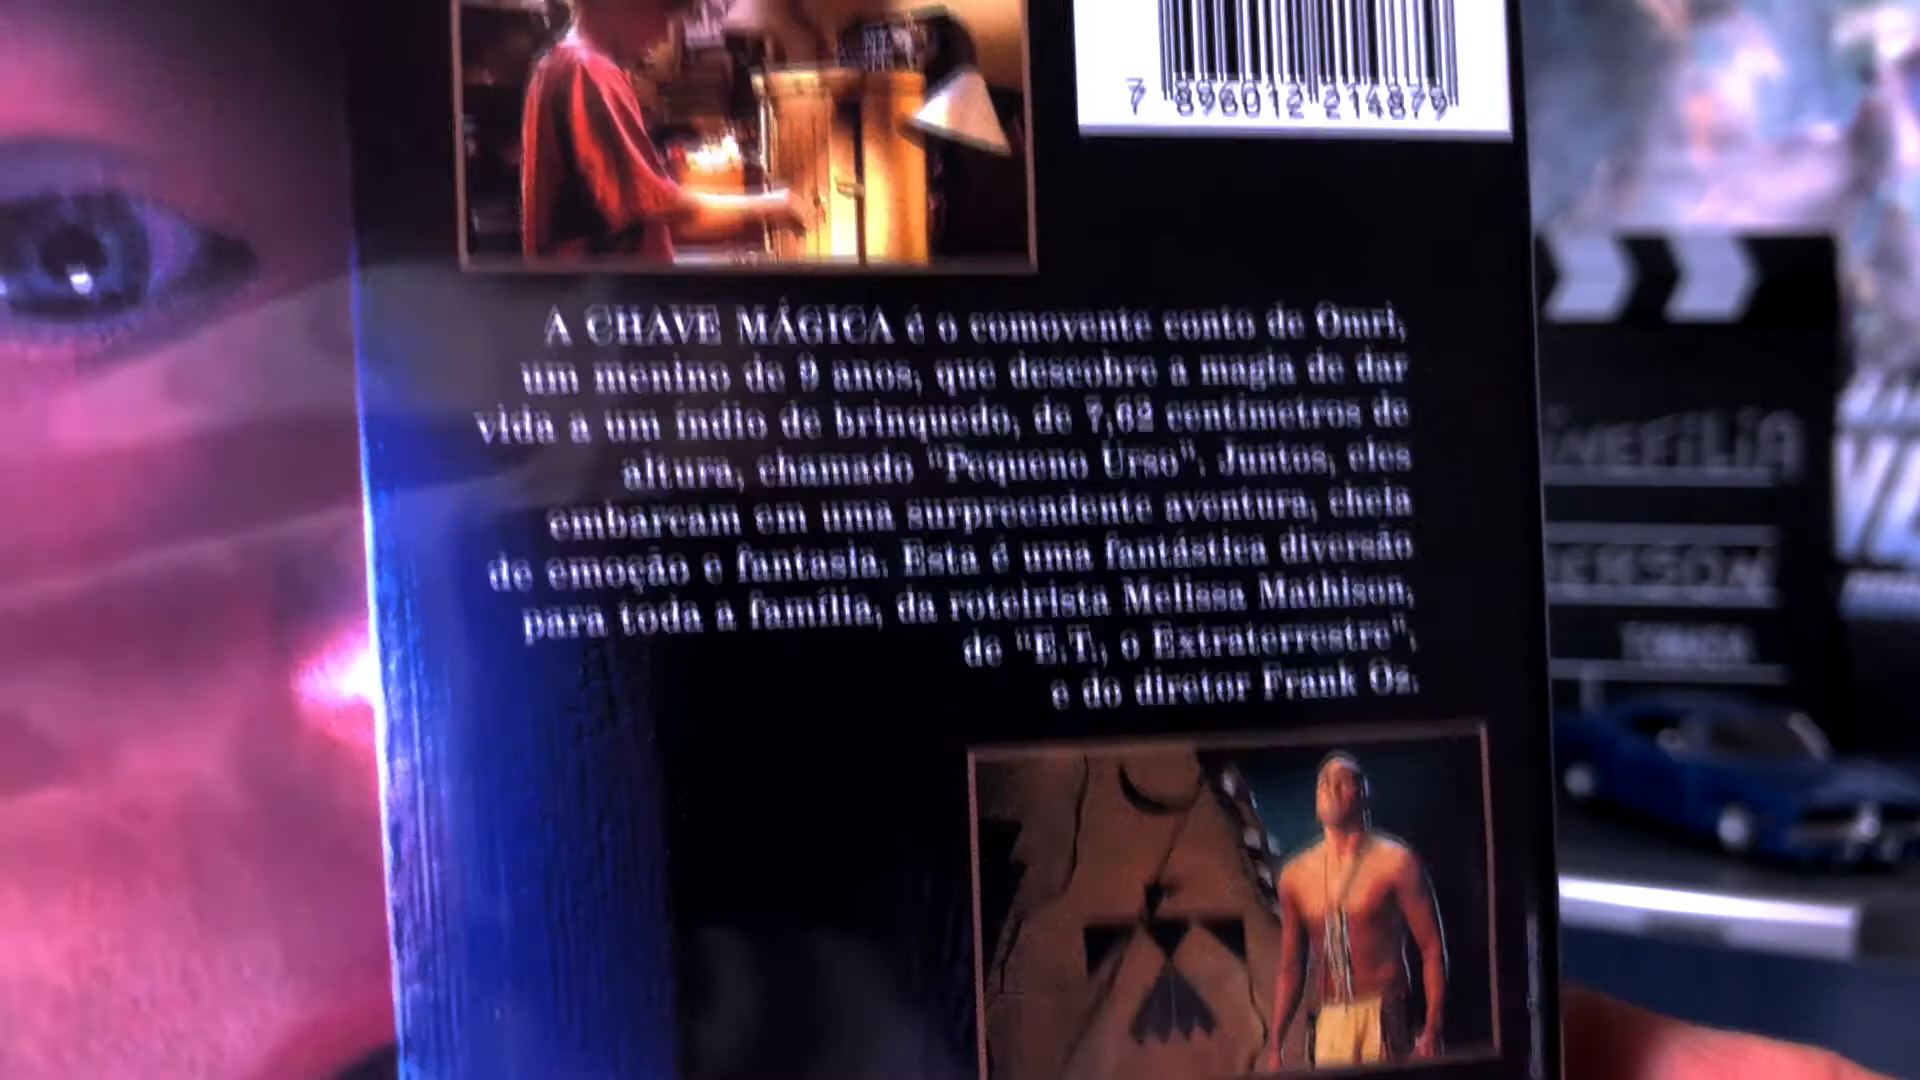 7 896012 214879
A CHAVE MÁGICA é o comovente conto de Omri,
um menino de 9 anos, que descobre a magia de dar
vida a um índio de brinquedo, de 7,62 centímetros de
altura, chamado "Pequeno Urso". Juntos, eles
embarcam em uma surpreendente aventura, cheia
de emoção e fantasia. Esta é uma fantástica diversão
para toda a família, da roteirista Melissa Mathison,
de "E.T., o Extraterrestre",
e do diretor Frank Oz.
CINEFILIA
TOMADA